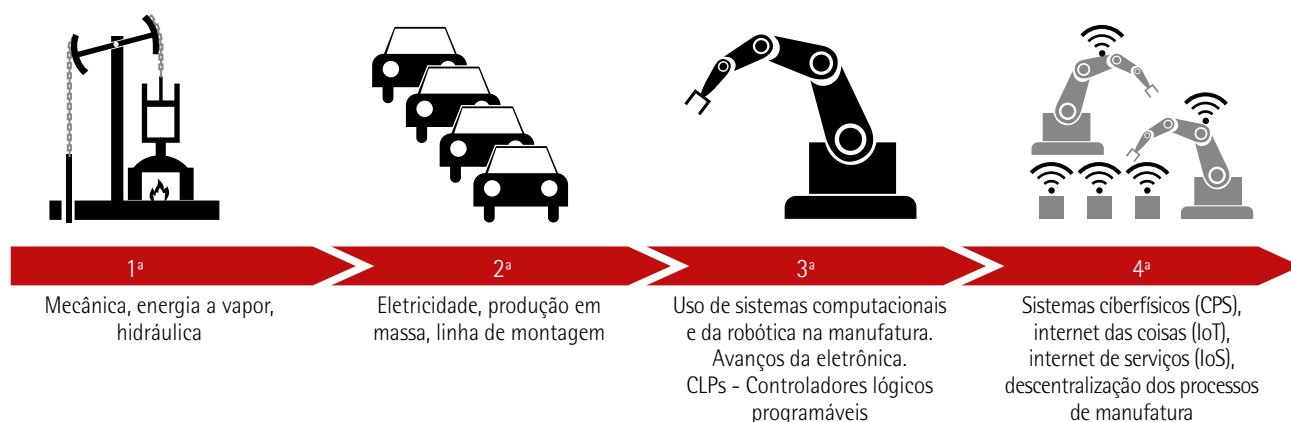 1ª
2ª
3ª
4ª
Mecânica, energia a vapor,
hidráulica
Eletricidade, produção em
massa, linha de montagem
Uso de sistemas computacionais
e da robótica na manufatura.
Avanços da eletrônica.
CLPs - Controladores lógicos
programáveis
Sistemas cíberfísicos (CPS),
internet das coisas (IoT),
internet de serviços (IoS),
descentralização dos processos
de manufatura